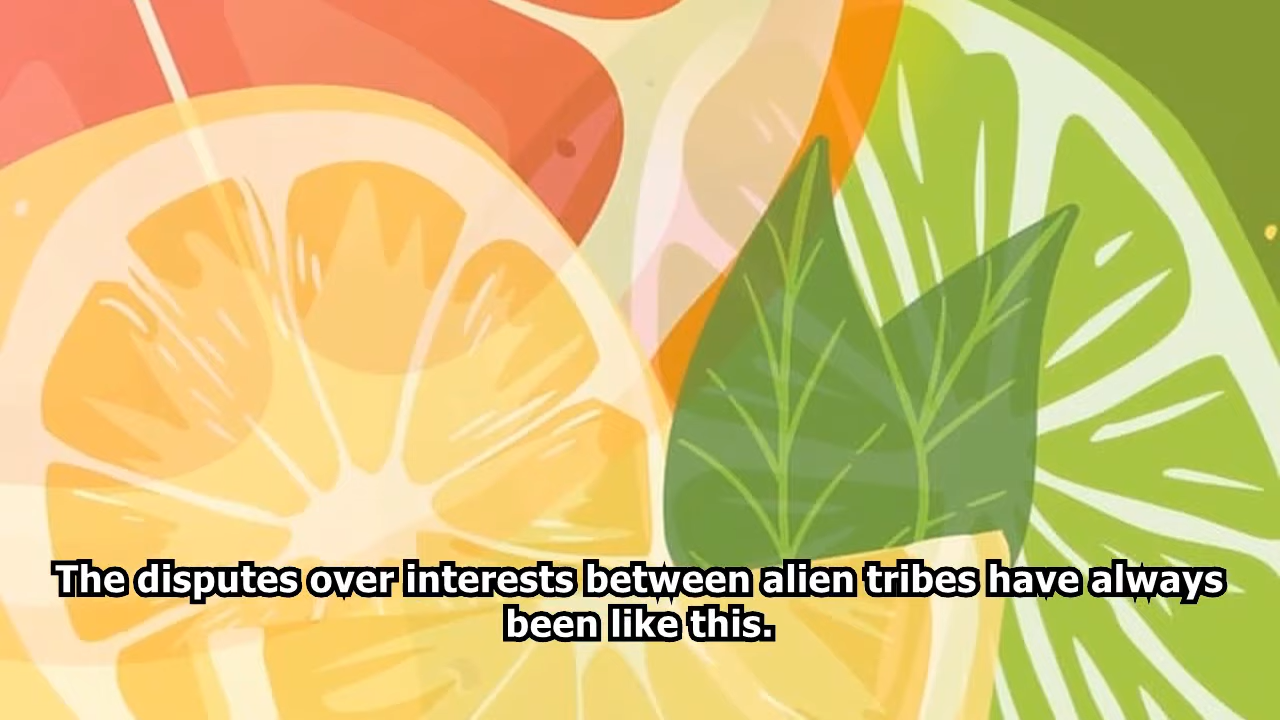 The disputes over interests between alien tribes have always
been like this.